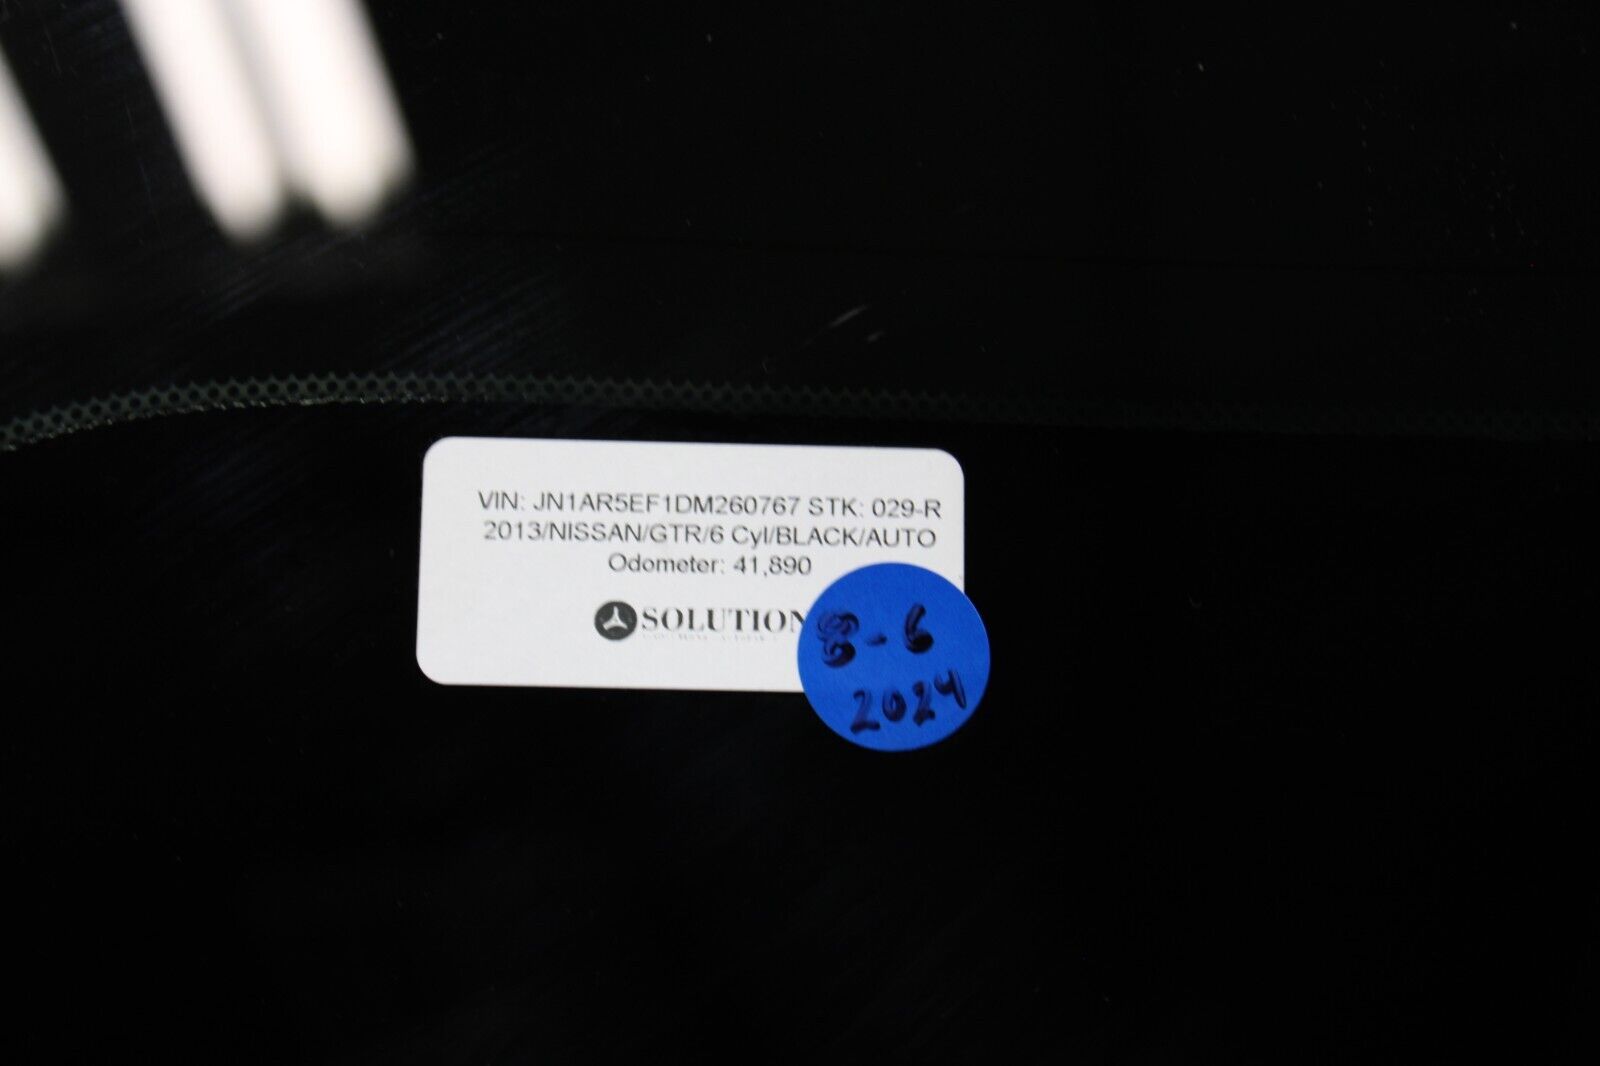 VIN: JN1AR5EF1DM260767 STK: 029-R
2013/NISSAN/GTR/6 Cyl/BLACK/AUTO
Odometer: 41,890
SOLUTION
8-6
2024